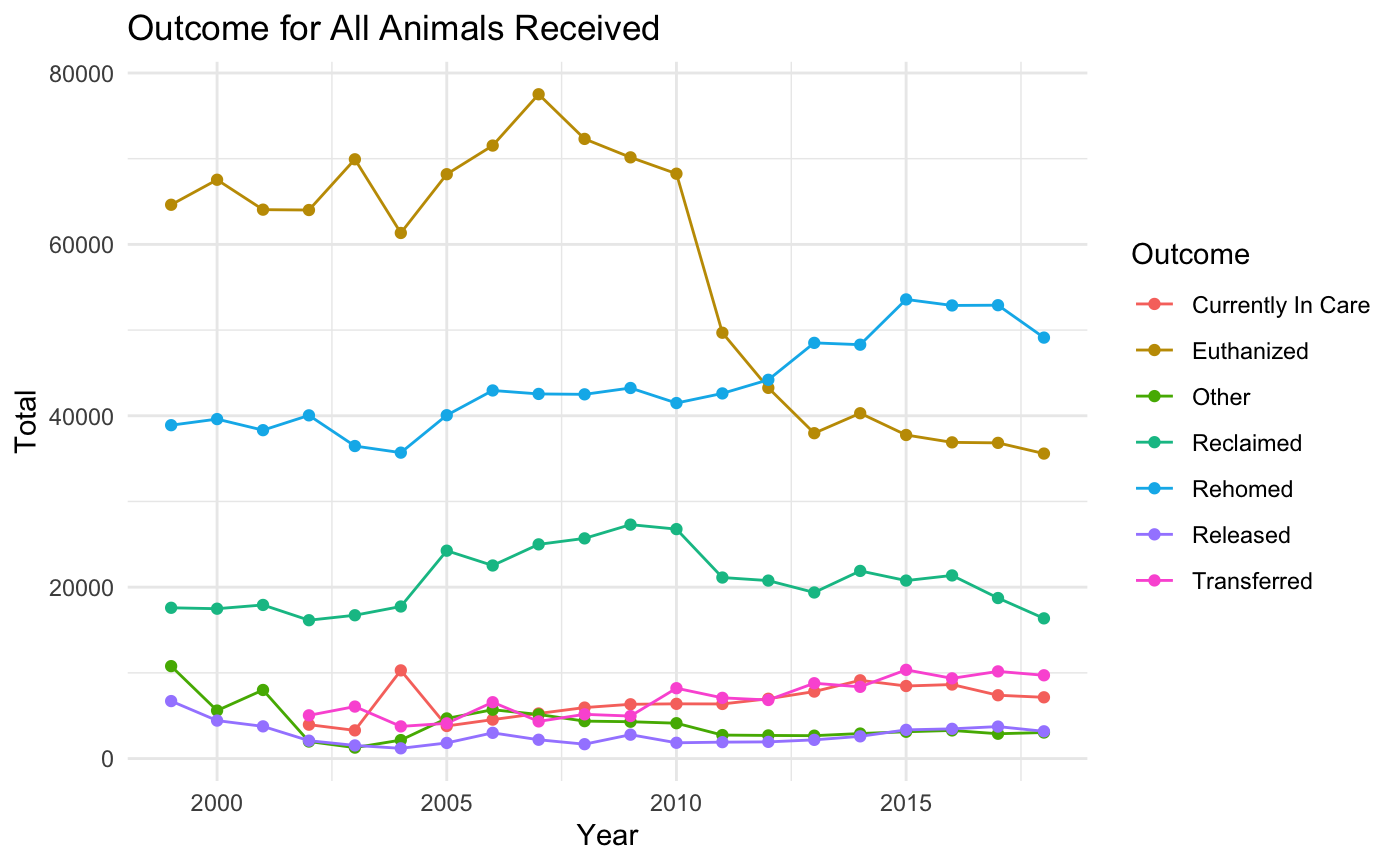 Outcome for All Animals Received
80000
60000
40000
20000
0
Total
2000 2005 2010 2015
Year
Outcome
Currently In Care
Euthanized
Other
Reclaimed
Rehomed
Released
Transferred